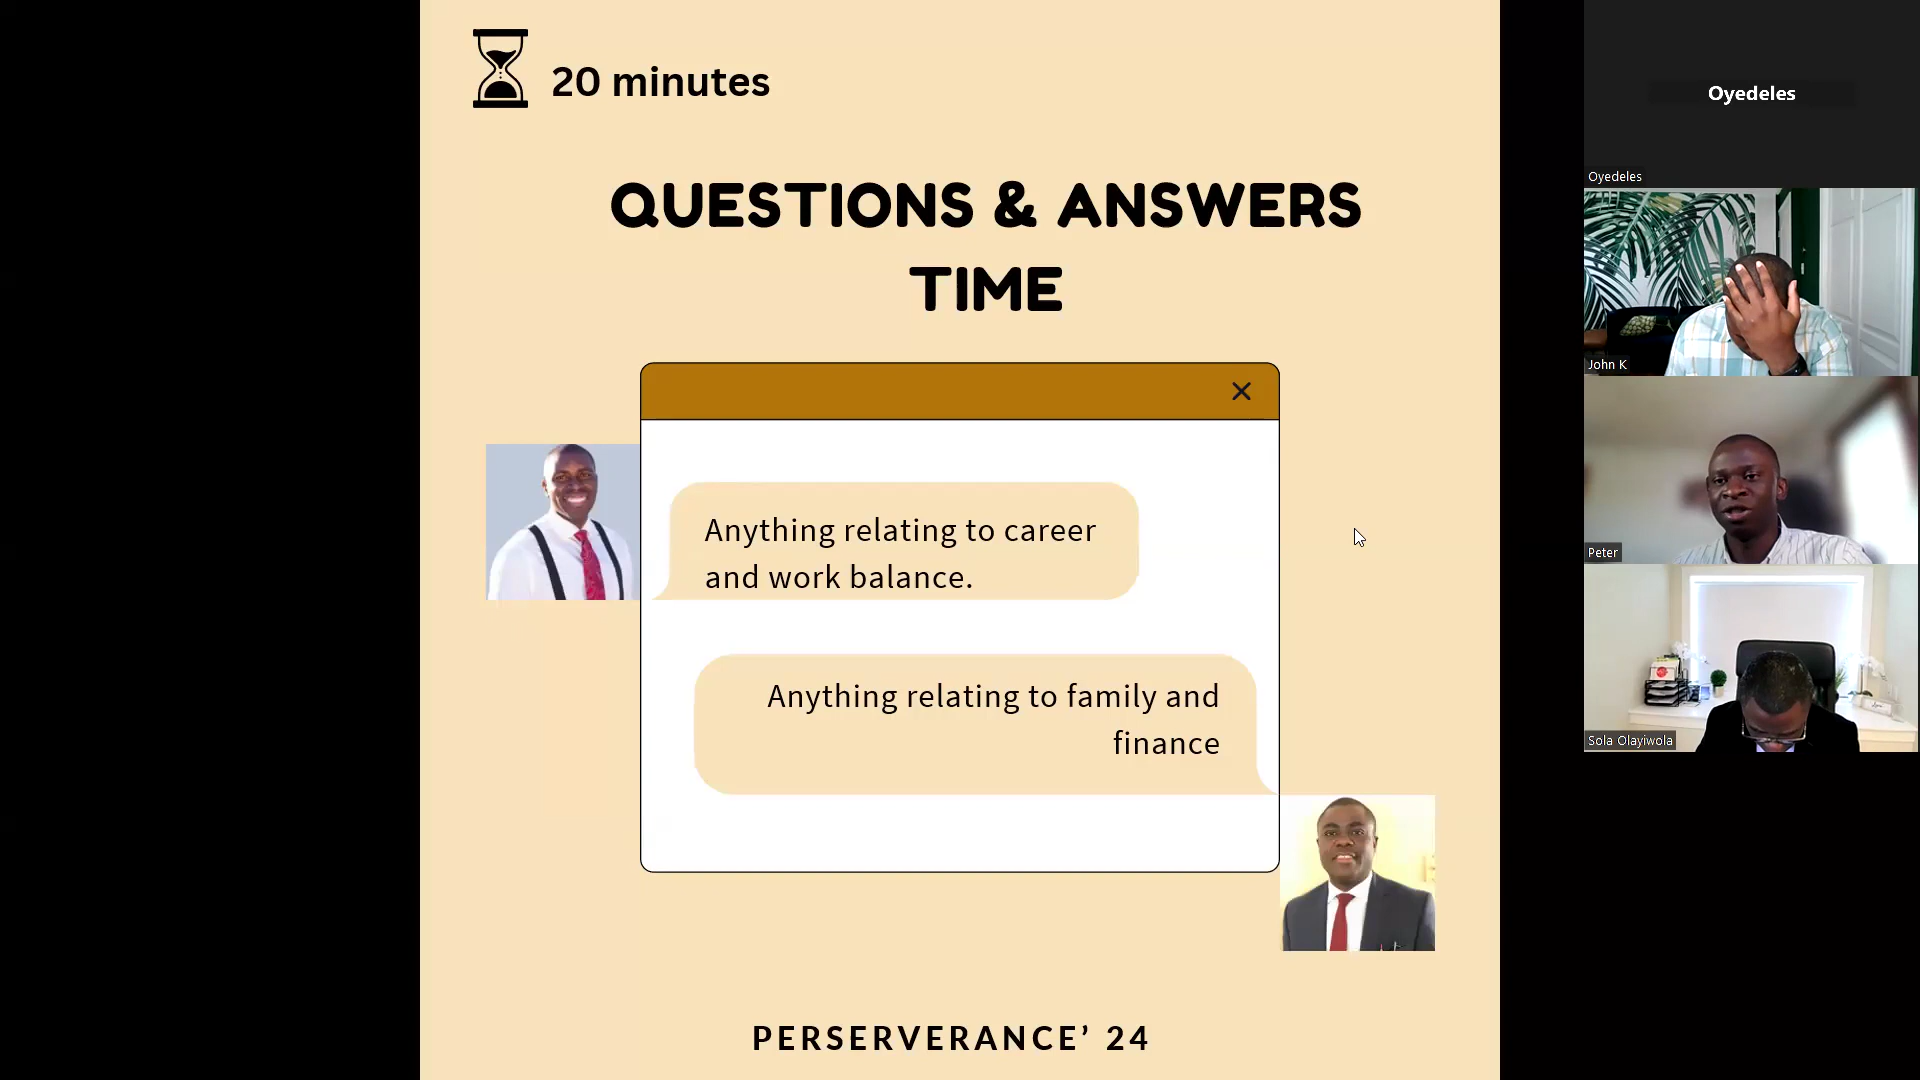 20 minutes
QUESTIONS & ANSWERS
TIME
Anything relating to career
and work balance.
Anything relating to family and
finance
PERSERVERANCE’ 24
Oyedeles
Oyedeles
John K
Peter
Sola Olayiwola